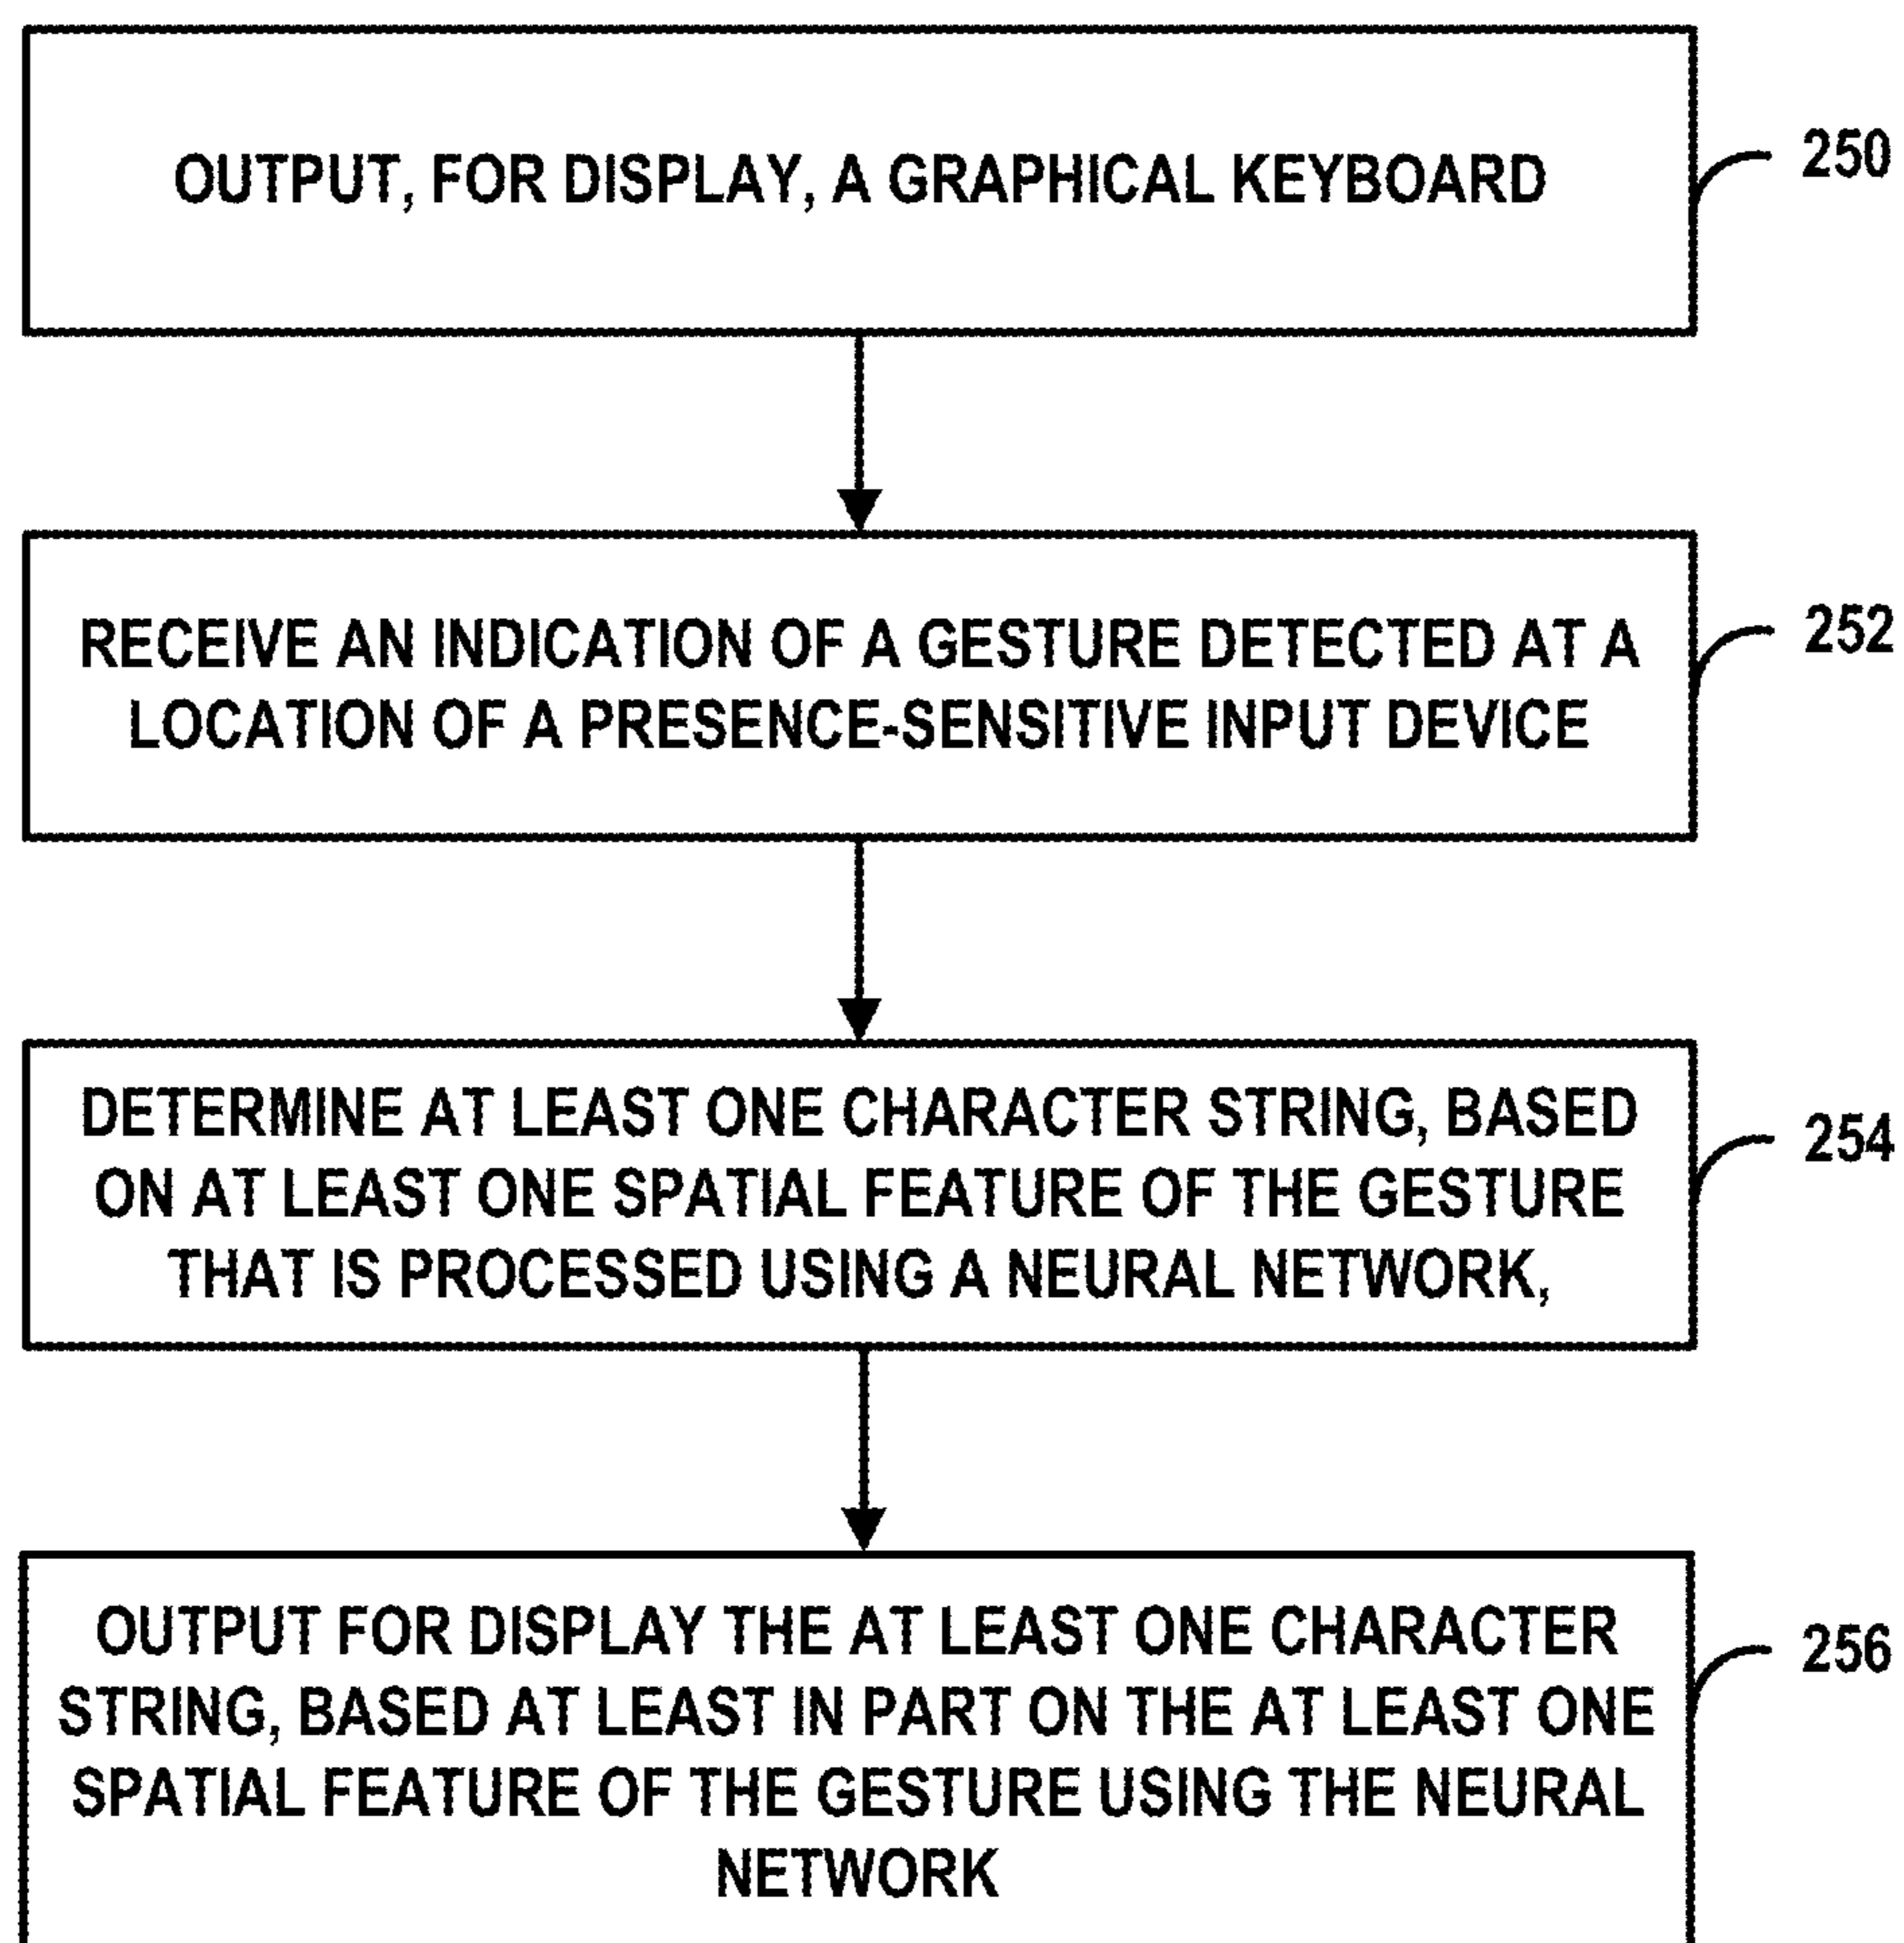 OUTPUT, FOR DISPLAY, A GRAPHICAL KEYBOARD
250
RECEIVE AN INDICATION OF A GESTURE DETECTED AT A
LOCATION OF A PRESENCE-SENSITIVE INPUT DEVICE
252
DETERMINE AT LEAST ONE CHARACTER STRING, BASED
ON AT LEAST ONE SPATIAL FEATURE OF THE GESTURE
THAT IS PROCESSED USING A NEURAL NETWORK,
254
OUTPUT FOR DISPLAY THE AT LEAST ONE CHARACTER
STRING, BASED AT LEAST IN PART ON THE AT LEAST ONE
SPATIAL FEATURE OF THE GESTURE USING THE NEURAL
NETWORK
256